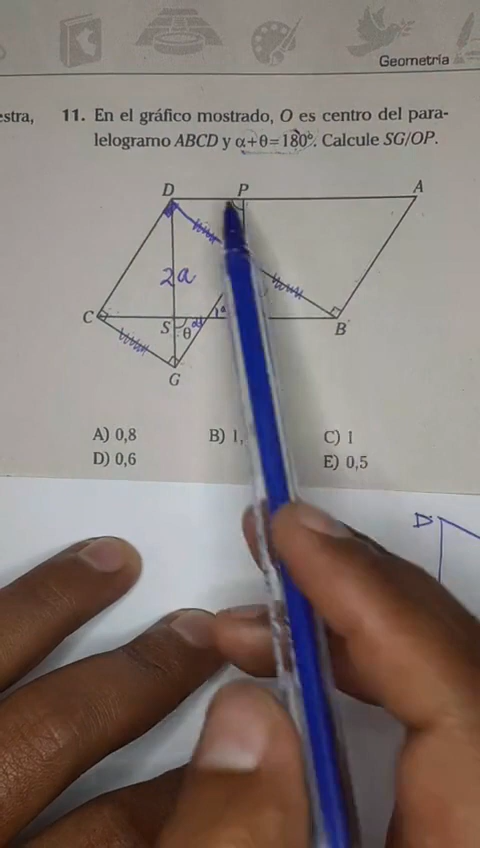 Geometría
estra,
11. En el gráfico mostrado, O es centro del para-
lelogramo ABCD y α+θ=180°. Calcule SG/OP.
D P A
2a
C S θ B
G
A) 0,8 B) 1, C) 1
D) 0,6 E) 0,5
D